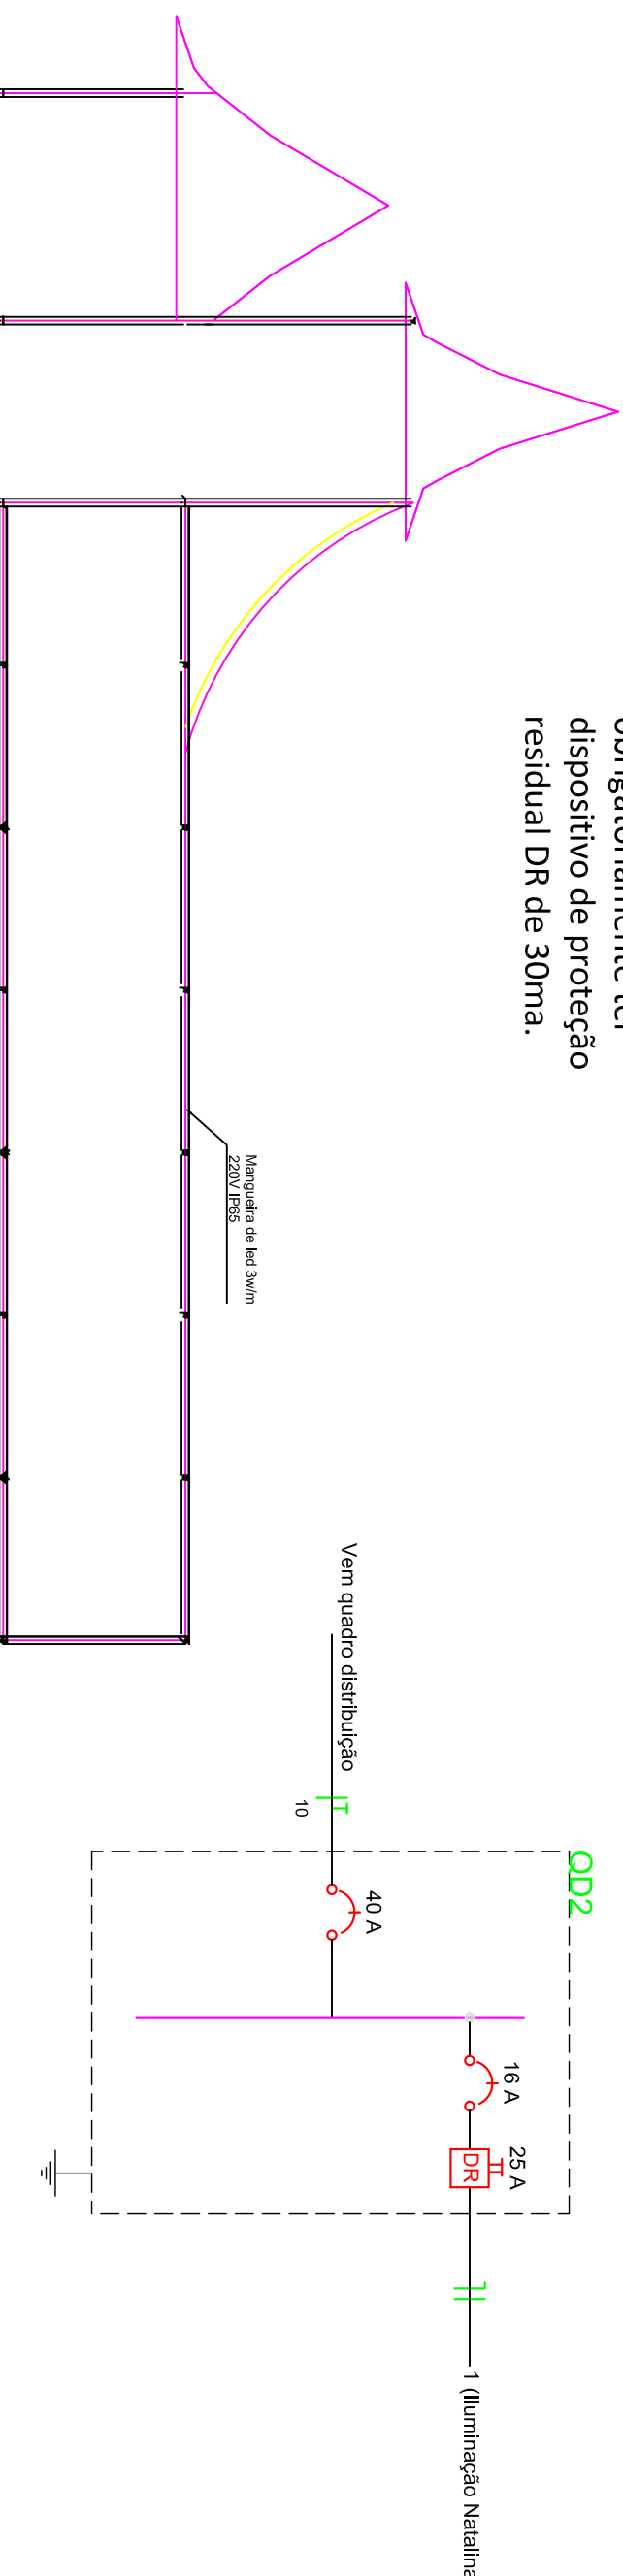 dispositivo de proteção
residual DR de 30ma.
Mangueira de led 3w/m
220V IP65
Vem quadro distribuição
10
QD2
40 A
16 A
25 A
DR
1 (Iluminação Natalina